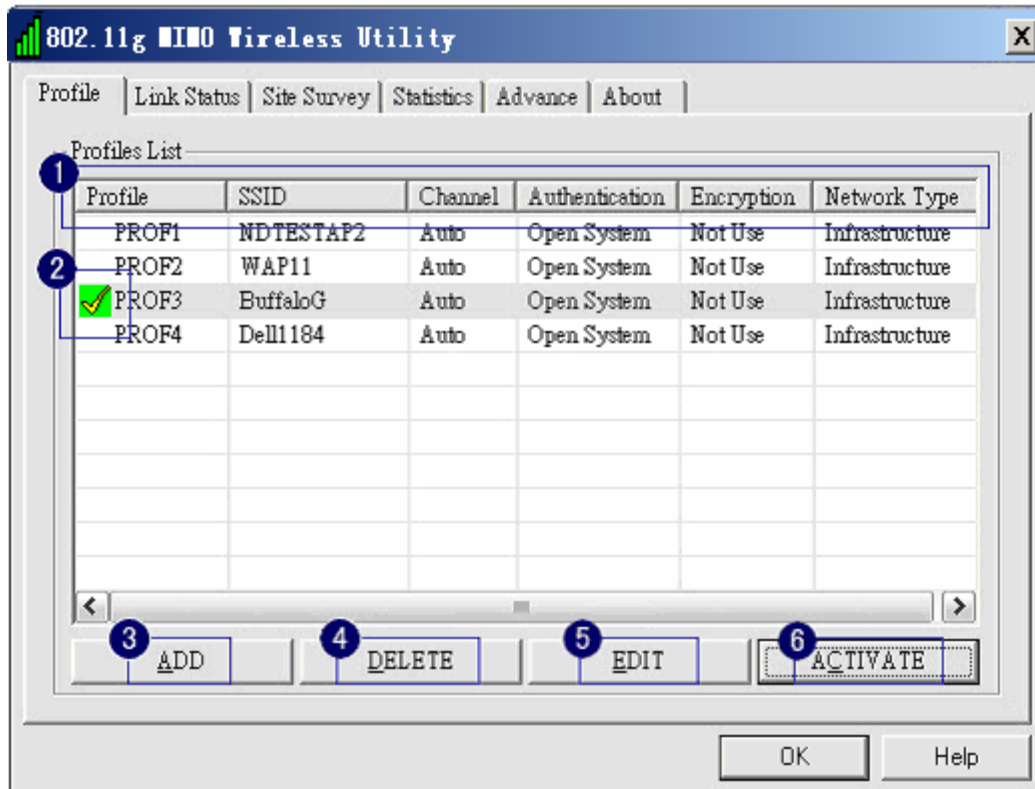 802.11g MIMO Wireless Utility X
Profile Link Status Site Survey Statistics Advance About
Profiles List
1
Profile SSID Channel Authentication Encryption Network Type
PROF1 NDTESTAP2 Auto Open System Not Use Infrastructure
2 PROF2 WAP11 Auto Open System Not Use Infrastructure
PROF3 BuffaloG Auto Open System Not Use Infrastructure
PROF4 Dell1184 Auto Open System Not Use Infrastructure
3 ADD 4 DELETE 5 EDIT 6 ACTIVATE
OK Help